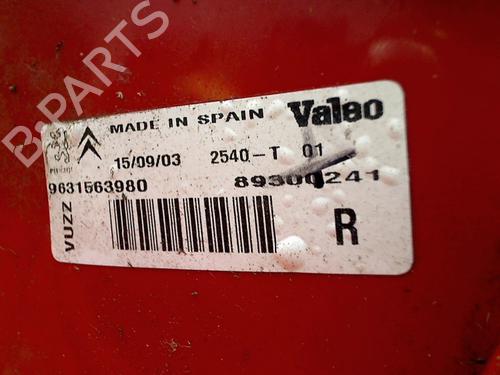 B-PARTS
MADE IN SPAIN Valeo
15/09/03 2540-T 01
9631563980 89300241
VUZZ
R